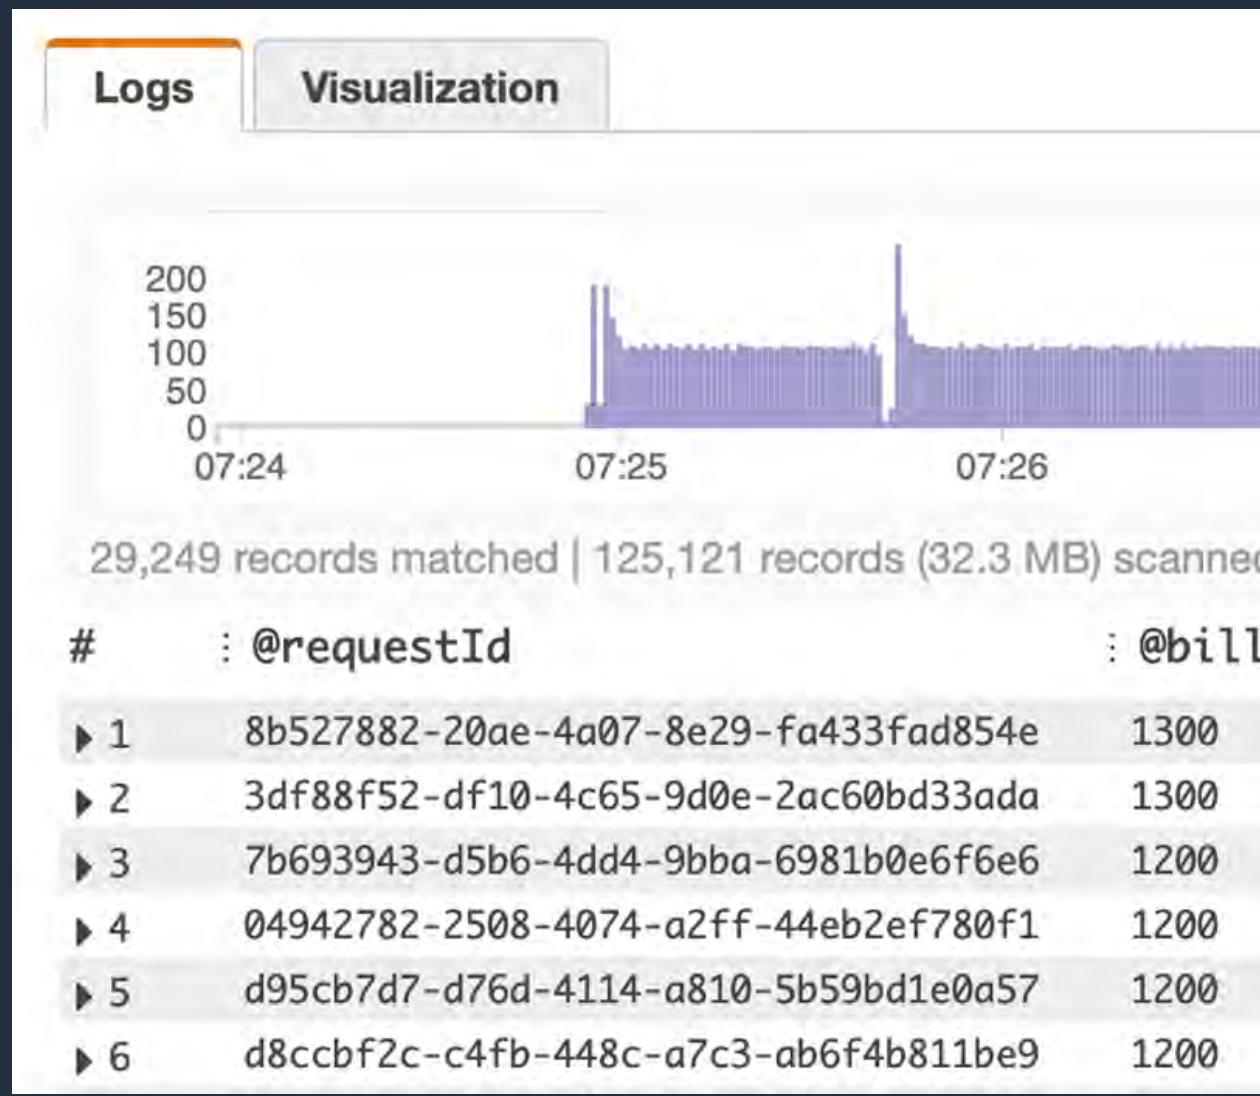 Logs Visualization
200
150
100
50
0
07:24 07:25 07:26
29,249 records matched | 125,121 records (32.3 MB) scanned
# @requestId @bill
1 8b527882-20ae-4a07-8e29-fa433fad854e 1300
2 3df88f52-df10-4c65-9d0e-2ac60bd33ada 1300
3 7b693943-d5b6-4dd4-9bba-6981b0e6f6e6 1200
4 04942782-2508-4074-a2ff-44eb2ef780f1 1200
5 d95cb7d7-d76d-4114-a810-5b59bd1e0a57 1200
6 d8ccbf2c-c4fb-448c-a7c3-ab6f4b811be9 1200